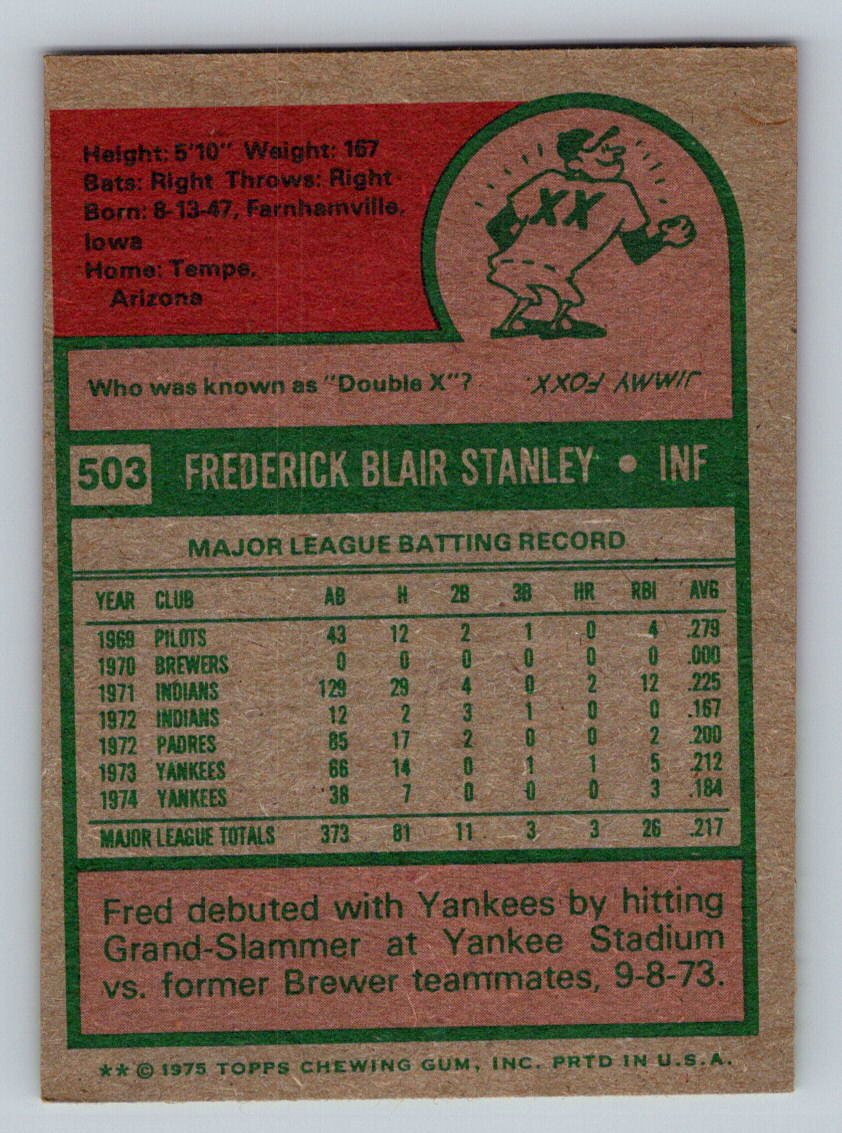 Height: 5'10" Weight: 167
Bats: Right Throws: Right
Born: 8-13-47, Farnhamville,
Iowa
Home: Tempe,
Arizona
XX
Who was known as "Double X"? JIMMY FOXX.
503 FREDERICK BLAIR STANLEY • INF
MAJOR LEAGUE BATTING RECORD
YEAR CLUB AB H 2B 3B HR RBI AVG
1969 PILOTS 43 12 2 1 0 4 .279
1970 BREWERS 0 0 0 0 0 0 .000
1971 INDIANS 129 29 4 0 2 12 .225
1972 INDIANS 12 2 3 1 0 0 .167
1972 PADRES 85 17 2 0 0 2 .200
1973 YANKEES 66 14 0 1 1 5 .212
1974 YANKEES 38 7 0 0 0 3 .184
MAJOR LEAGUE TOTALS 373 81 11 3 3 26 .217
Fred debuted with Yankees by hitting
Grand-Slammer at Yankee Stadium
vs. former Brewer teammates, 9-8-73.
** © 1975 TOPPS CHEWING GUM, INC. PRTD IN U.S.A.